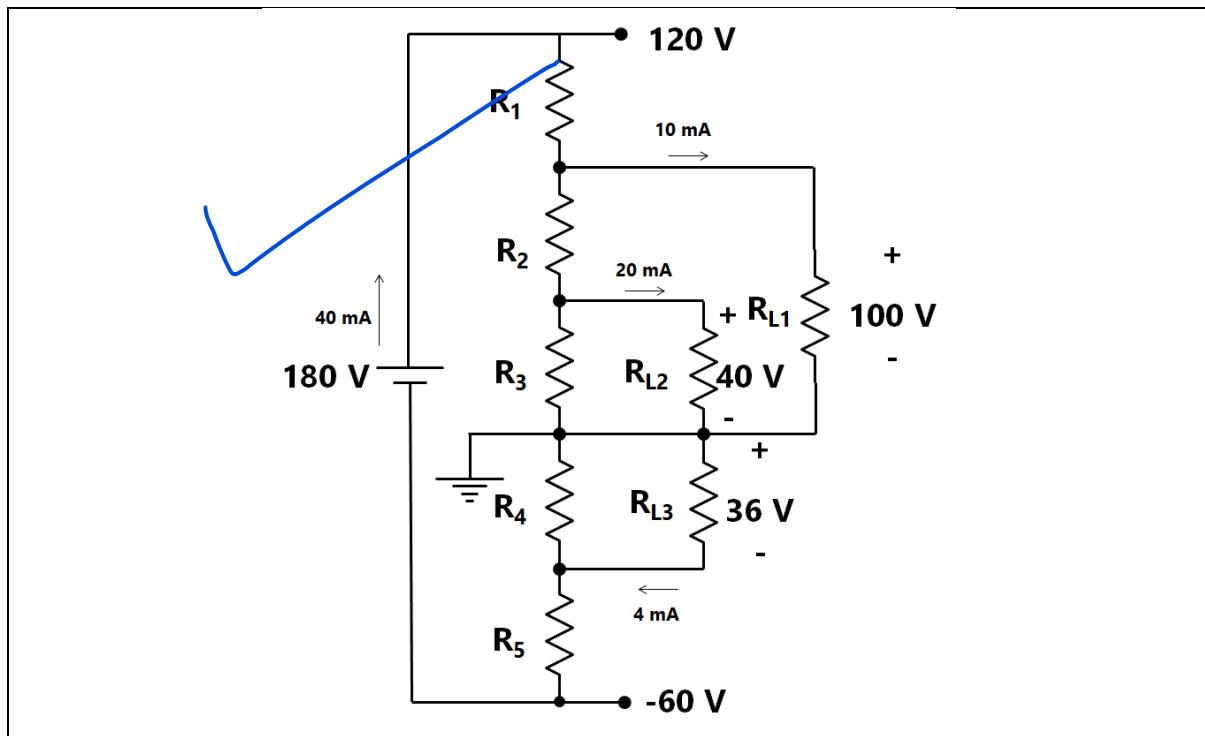 120 V
R1
10 mA
R2
20 mA
+
+ RL1 100 V
40 mA
-
180 V
R3
RL2 40 V
-
+
R4
RL3 36 V
-
4 mA
R5
-60 V